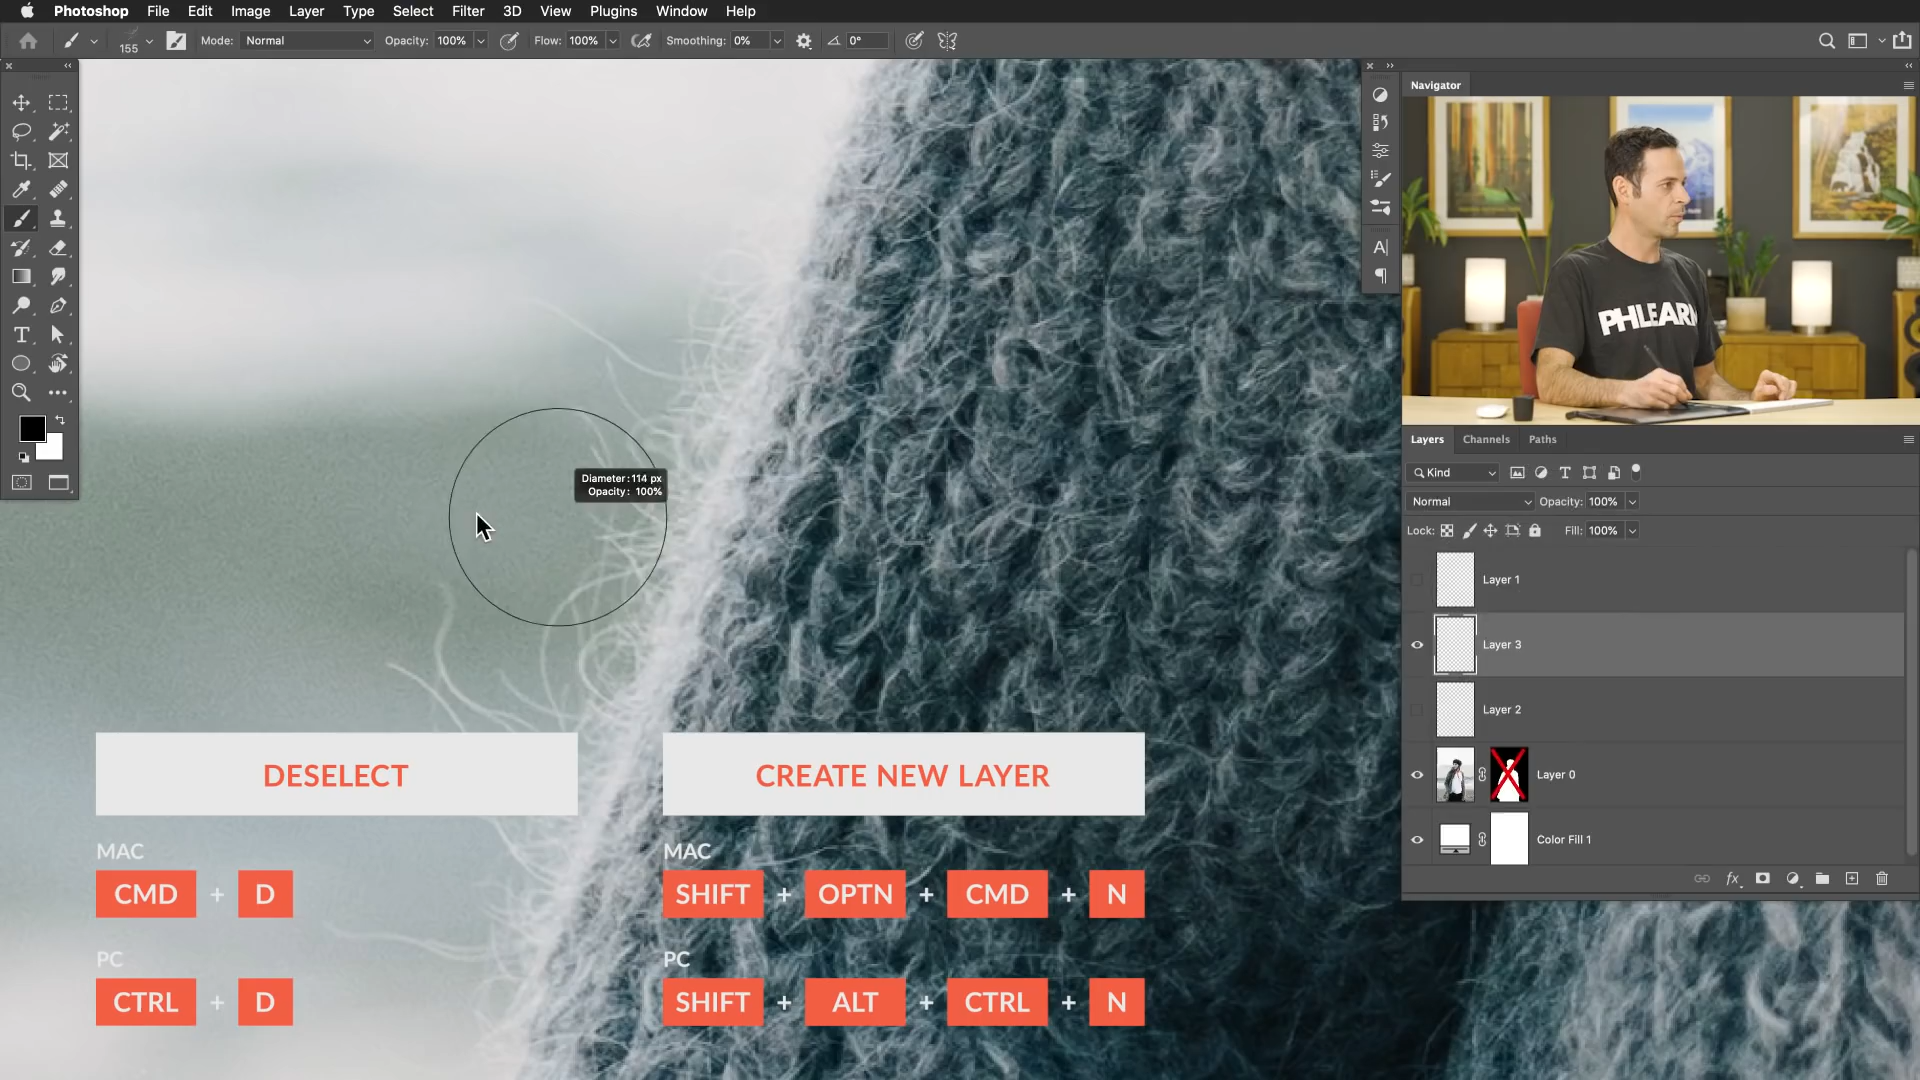 Photoshop File Edit Image Layer Type Select Filter 3D View Plugins Window Help
155 Mode: Normal Opacity: 100% Flow: 100% Smoothing: 0% 0°
Navigator
PHLEARN
Diameter: 114 px
Opacity: 100%
Layers Channels Paths
Kind
Normal Opacity: 100%
Lock: Fill: 100%
Layer 1
Layer 3
Layer 2
Layer 0
Color Fill 1
fx
DESELECT
MAC
CMD + D
PC
CTRL + D
CREATE NEW LAYER
MAC
SHIFT + OPTN + CMD + N
PC
SHIFT + ALT + CTRL + N